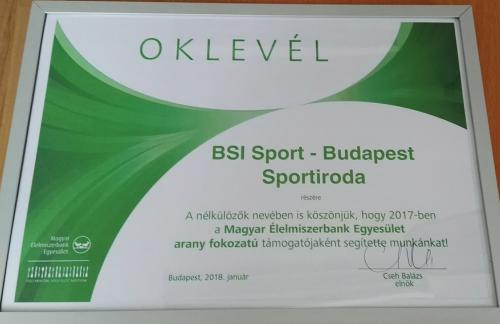 OKLEVÉL
BSI Sport - Budapest
Sportiroda
részére
A nélkülözők nevében is köszönjük, hogy 2017-ben
a Magyar Élelmiszerbank Egyesület
arany fokozatú támogatójaként segítette munkánkat!
Magyar
Élelmiszerbank
Egyesület
Budapest, 2018. január
Cseh Balázs
elnök